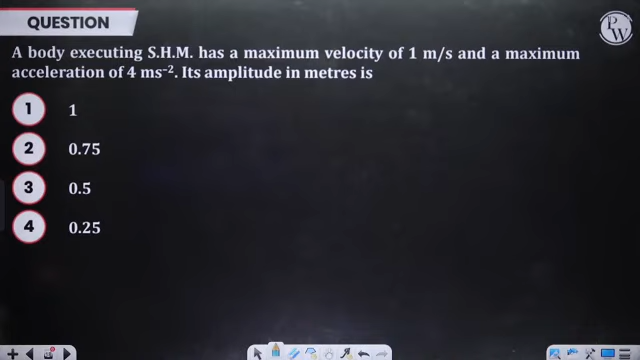 QUESTION
PW
A body executing S.H.M. has a maximum velocity of 1 m/s and a maximum
acceleration of 4 ms⁻². Its amplitude in metres is
1 1
2 0.75
3 0.5
4 0.25